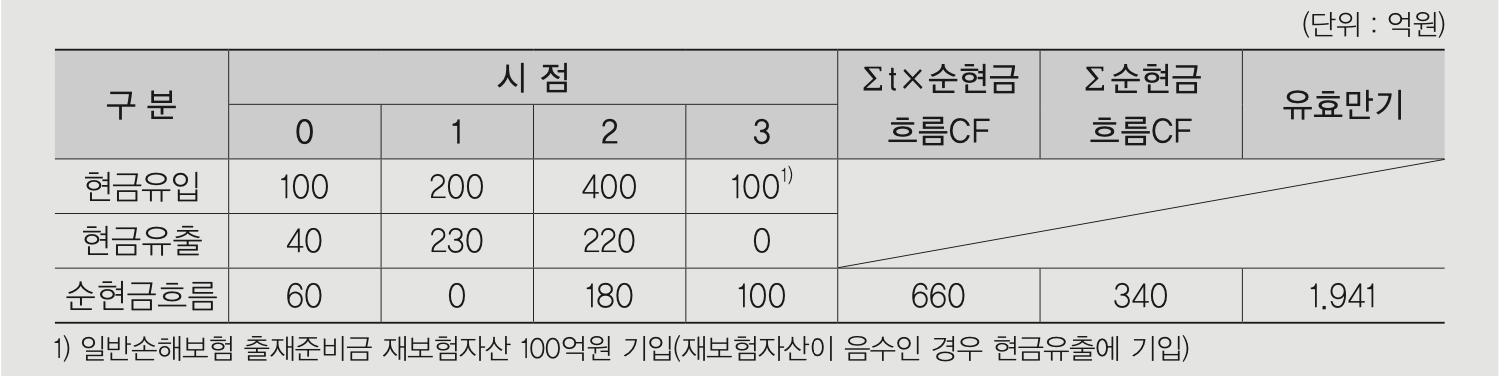 (단위 : 억원)
구 분 시 점 Σt×순현금 흐름CF Σ순현금 흐름CF 유효만기
0 1 2 3
현금유입 100 200 400 100¹⁾
현금유출 40 230 220 0
순현금흐름 60 0 180 100 660 340 1.941
1) 일반손해보험 출재준비금 재보험자산 100억원 기입(재보험자산이 음수인 경우 현금유출에 기입)